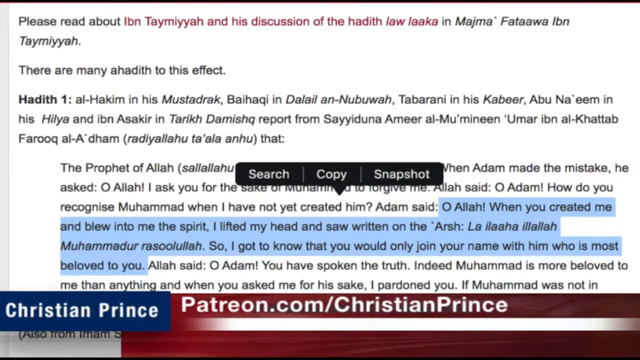 Please read about Ibn Taymiyyah and his discussion of the hadith law laaka in Majma` Fataawa Ibn
Taymiyyah.
There are many ahadith to this effect.
Hadith 1: al-Hakim in his Mustadrak, Baihaqi in Dalail an-Nubuwah, Tabarani in his Kabeer, Abu Na`eem in
his Hilya and ibn Asakir in Tarikh Damishq report from Sayyiduna Ameer al-Mu'mineen 'Umar ibn al-Khattab
Farooq al-A`dham (radiyallahu ta'ala anhu) that:
The Prophet of Allah (sallallahu When Adam made the mistake, he
Search Copy Snapshot
asked: O Allah! I ask you for the sake of Muhammad to forgive me. Allah said: O Adam! How do you
recognise Muhammad when I have not yet created him? Adam said: O Allah! When you created me
and blew into me the spirit, I lifted my head and saw written on the `Arsh: La ilaaha illallah
Muhammadur rasoolullah. So, I got to know that you would only join your name with him who is most
beloved to you. Allah said: O Adam! You have spoken the truth. Indeed Muhammad is more beloved to
me than anything and when you asked me for his sake, I pardoned you. If Muhammad was not in
Christian Prince
Patreon.com/ChristianPrince
(Also from Imam S